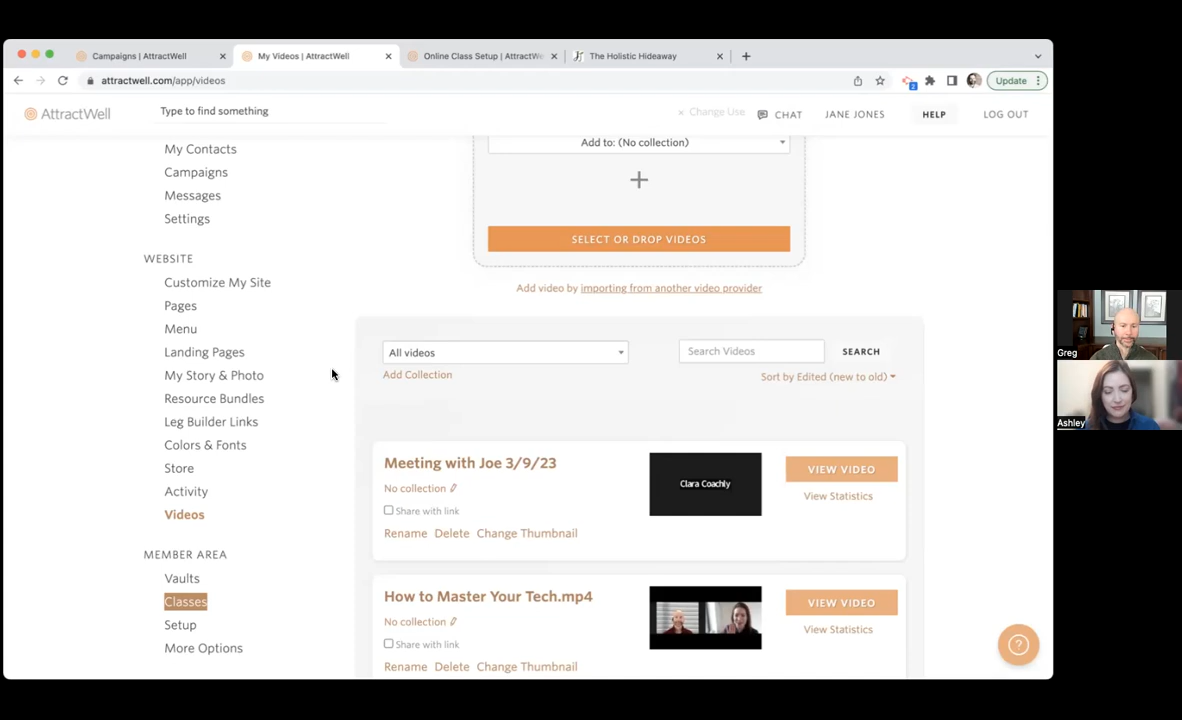 Campaigns | AttractWell
My Videos | AttractWell
Online Class Setup | AttractWe
The Holistic Hideaway
attractwell.com/app/videos
2
Update
AttractWell
Type to find something
× Change Use
CHAT
JANE JONES
HELP
LOG OUT
My Contacts
Campaigns
Messages
Settings
WEBSITE
Customize My Site
Pages
Menu
Landing Pages
My Story & Photo
Resource Bundles
Leg Builder Links
Colors & Fonts
Store
Activity
Videos
MEMBER AREA
Vaults
Classes
Setup
More Options
Add to: (No collection)
+
SELECT OR DROP VIDEOS
Add video by importing from another video provider
All videos
Add Collection
Search Videos
SEARCH
Sort by Edited (new to old)
Meeting with Joe 3/9/23
No collection
Share with link
Rename Delete Change Thumbnail
Clara Coachly
VIEW VIDEO
View Statistics
How to Master Your Tech.mp4
No collection
Share with link
Rename Delete Change Thumbnail
VIEW VIDEO
View Statistics
?
Greg
Ashley